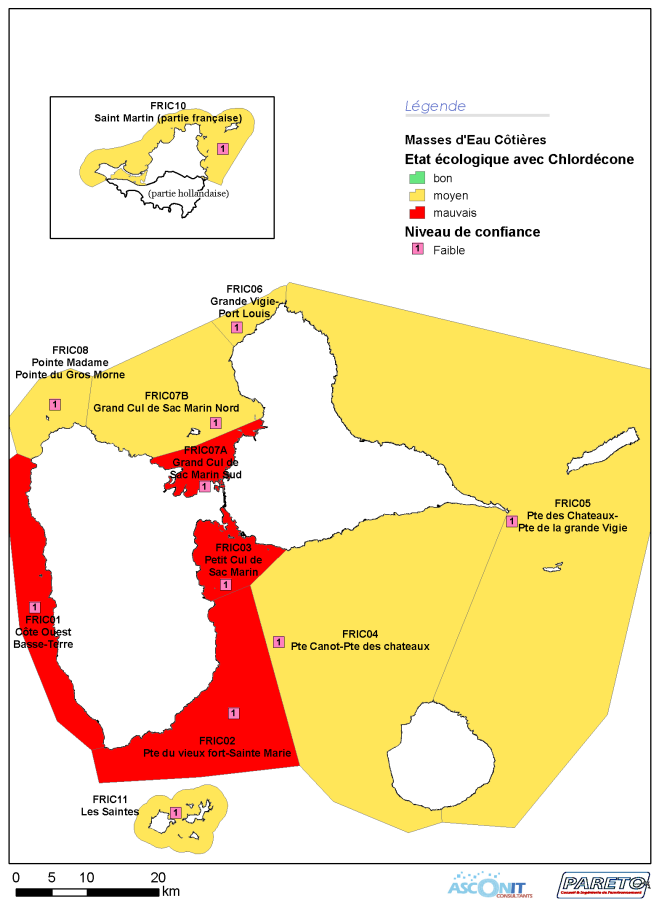 FRIC10
Saint Martin (partie française)
1
(partie hollandaise)
Légende
Masses d'Eau Côtières
Etat écologique avec Chlordécone
bon
moyen
mauvais
Niveau de confiance
1 Faible
FRIC06
Grande Vigie-
Port Louis
1
FRIC08
Pointe Madame
Pointe du Gros Morne
1
FRIC07B
Grand Cul de Sac Marin Nord
1
FRIC07A
Grand Cul de
Sac Marin Sud
1
FRIC05
Pte des Chateaux-
Pte de la grande Vigie
1
FRIC03
Petit Cul de
Sac Marin
1
1
FRIC01
Côte Ouest
Basse-Terre
FRIC04
Pte Canot-Pte des chateaux
1
1
FRIC02
Pte du vieux fort-Sainte Marie
FRIC11
Les Saintes
1
0 5 10 20
km
ASCONIT
CONSULTANTS
PARETO
Conseil & Ingénierie de l'environnement